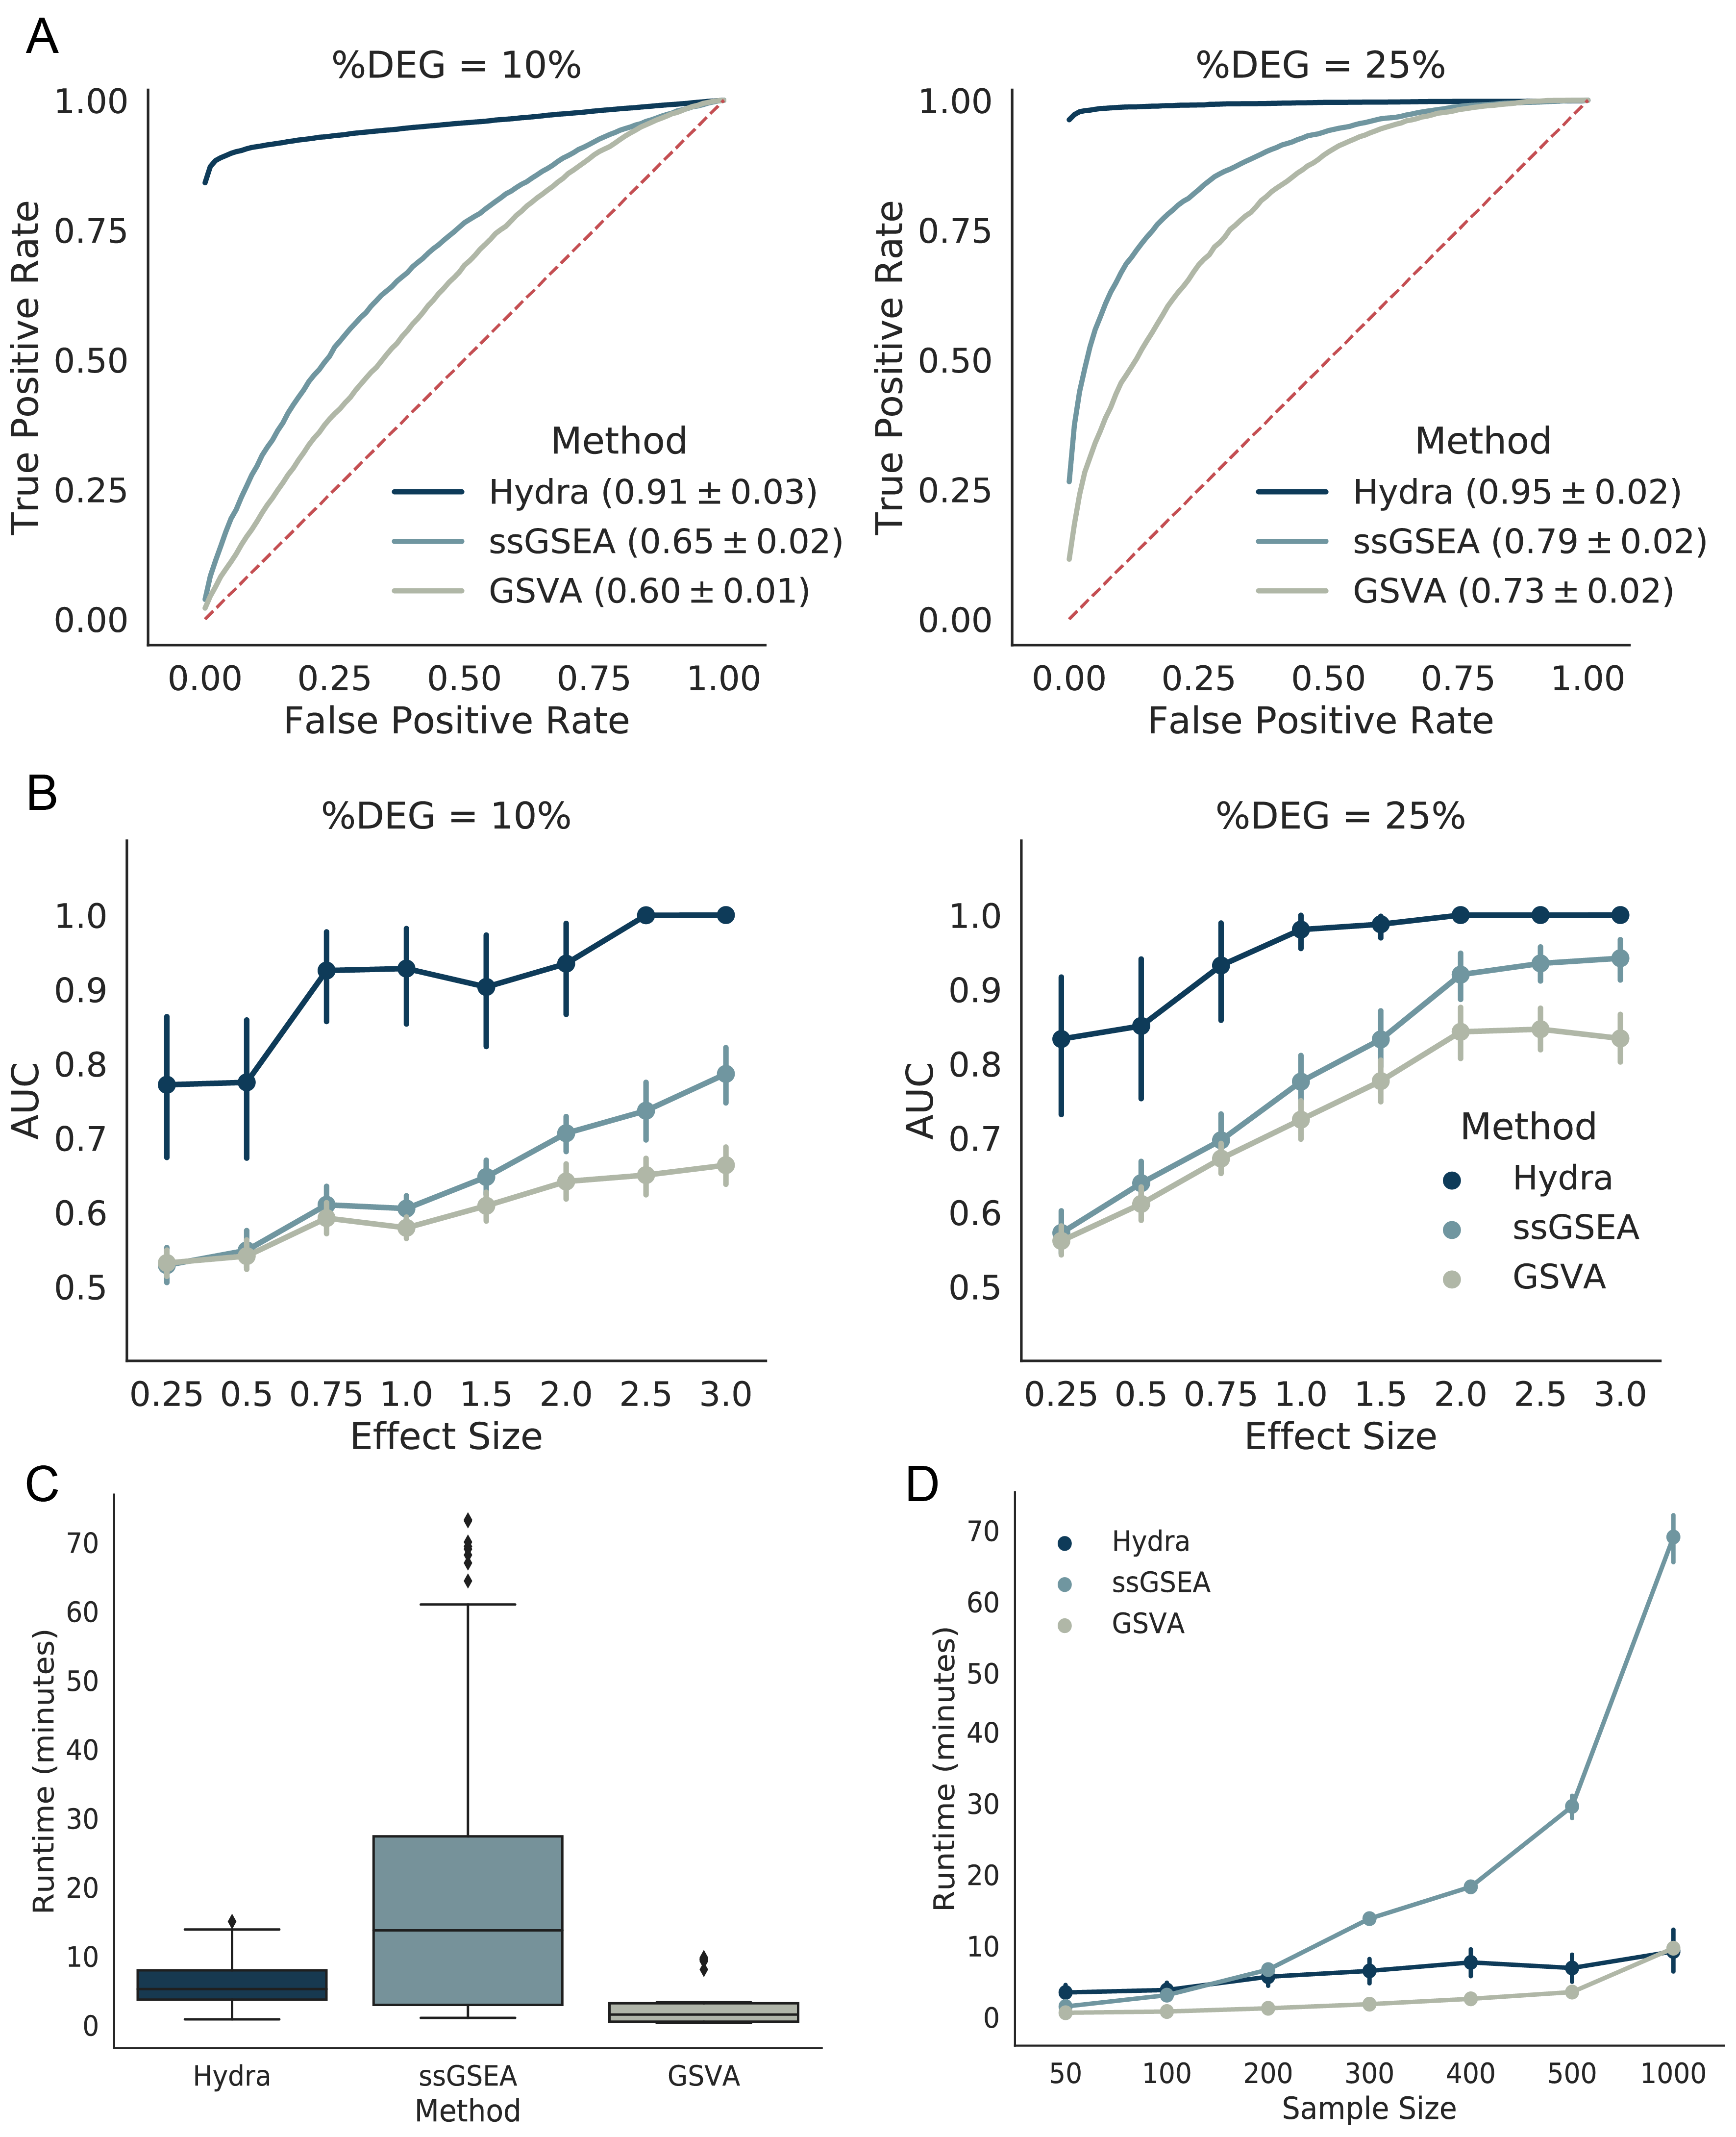 A
%DEG = 10%
1.00
0.75
0.50
0.25
0.00
True Positive Rate
Method
Hydra (0.91 ± 0.03)
ssGSEA (0.65 ± 0.02)
GSVA (0.60 ± 0.01)
0.00 0.25 0.50 0.75 1.00
False Positive Rate
%DEG = 25%
1.00
0.75
0.50
0.25
0.00
True Positive Rate
Method
Hydra (0.95 ± 0.02)
ssGSEA (0.79 ± 0.02)
GSVA (0.73 ± 0.02)
0.00 0.25 0.50 0.75 1.00
False Positive Rate
B
%DEG = 10%
1.0
0.9
0.8
0.7
0.6
0.5
AUC
0.25 0.5 0.75 1.0 1.5 2.0 2.5 3.0
Effect Size
%DEG = 25%
1.0
0.9
0.8
0.7
0.6
0.5
AUC
Method
Hydra
ssGSEA
GSVA
0.25 0.5 0.75 1.0 1.5 2.0 2.5 3.0
Effect Size
C
70
60
50
40
30
20
10
0
Runtime (minutes)
Hydra ssGSEA GSVA
Method
D
70
60
50
40
30
20
10
0
Runtime (minutes)
Hydra
ssGSEA
GSVA
50 100 200 300 400 500 1000
Sample Size